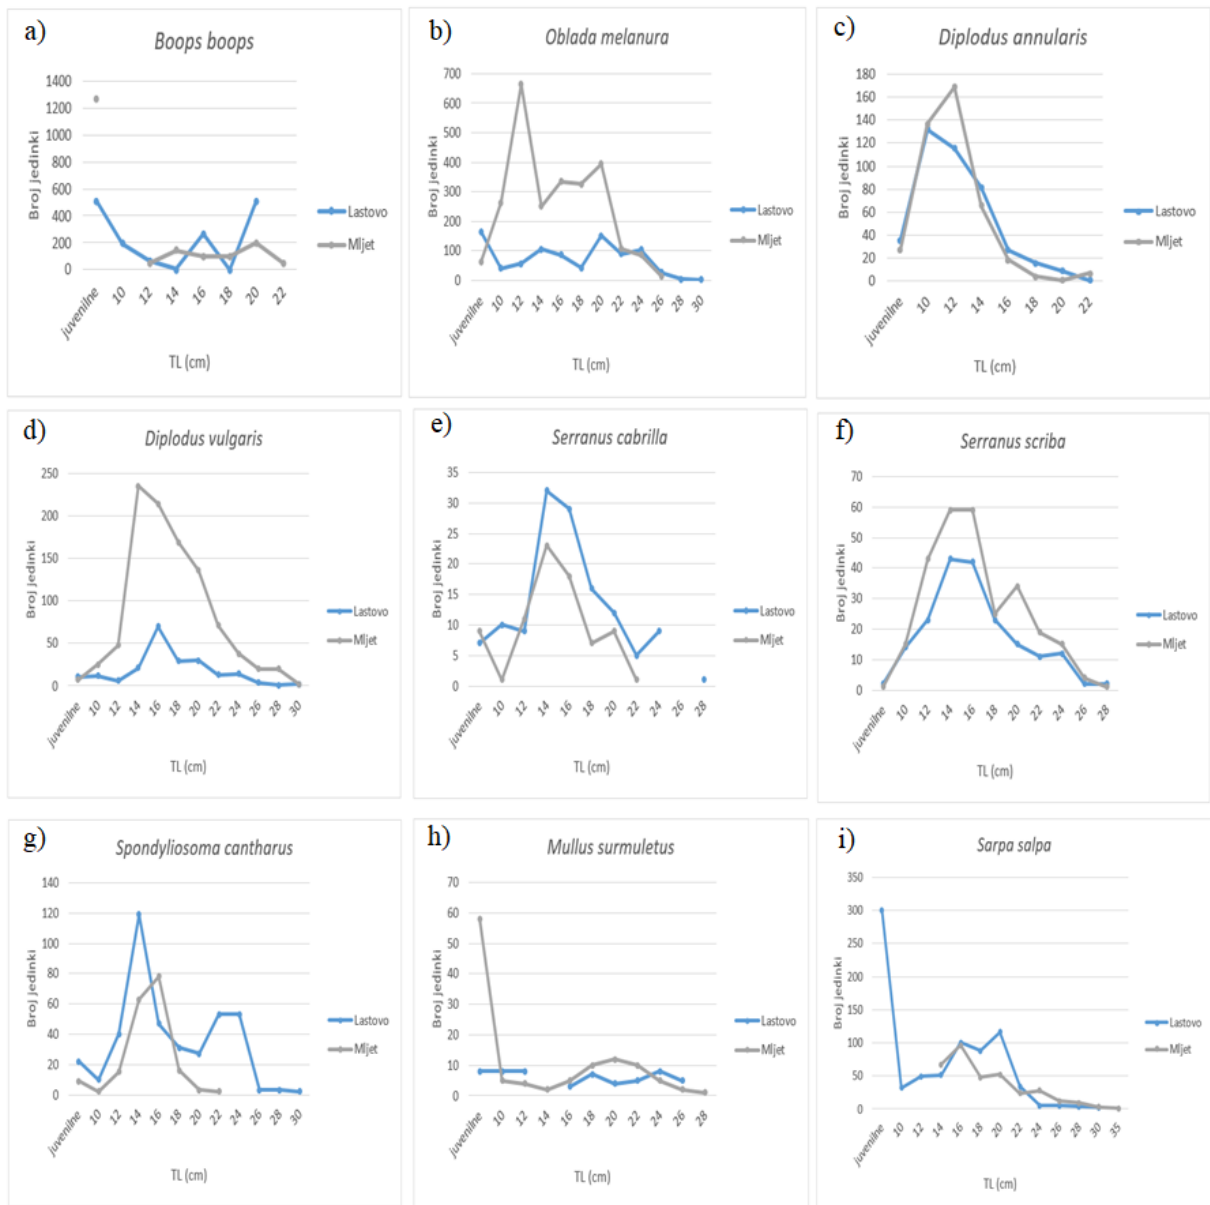 a)
Boops boops
Broj jedinki
1400
1200
1000
800
600
400
200
0
juvenilne 10 12 14 16 18 20 22
TL (cm)
Lastovo
Mljet
b)
Oblada melanura
Broj jedinki
700
600
500
400
300
200
100
0
juvenilne 10 12 14 16 18 20 22 24 26 28 30
TL (cm)
Lastovo
Mljet
c)
Diplodus annularis
Broj jedinki
180
160
140
120
100
80
60
40
20
0
juvenilne 10 12 14 16 18 20 22
TL (cm)
Lastovo
Mljet
d)
Diplodus vulgaris
Broj jedinki
250
200
150
100
50
0
juvenilne 10 12 14 16 18 20 22 24 26 28 30
TL (cm)
Lastovo
Mljet
e)
Serranus cabrilla
Broj jedinki
35
30
25
20
15
10
5
0
juvenilne 10 12 14 16 18 20 22 24 26 28
TL (cm)
Lastovo
Mljet
f)
Serranus scriba
Broj jedinki
70
60
50
40
30
20
10
0
juvenilne 10 12 14 16 18 20 22 24 26 28
TL (cm)
Lastovo
Mljet
g)
Spondyliosoma cantharus
Broj jedinki
140
120
100
80
60
40
20
0
juvenilne 10 12 14 16 18 20 22 24 26 28 30
TL (cm)
Lastovo
Mljet
h)
Mullus surmuletus
Broj jedinki
70
60
50
40
30
20
10
0
juvenilne 10 12 14 16 18 20 22 24 26 28
TL (cm)
Lastovo
Mljet
i)
Sarpa salpa
Broj jedinki
350
300
250
200
150
100
50
0
juvenilne 10 12 14 16 18 20 22 24 26 28 30 35
TL (cm)
Lastovo
Mljet